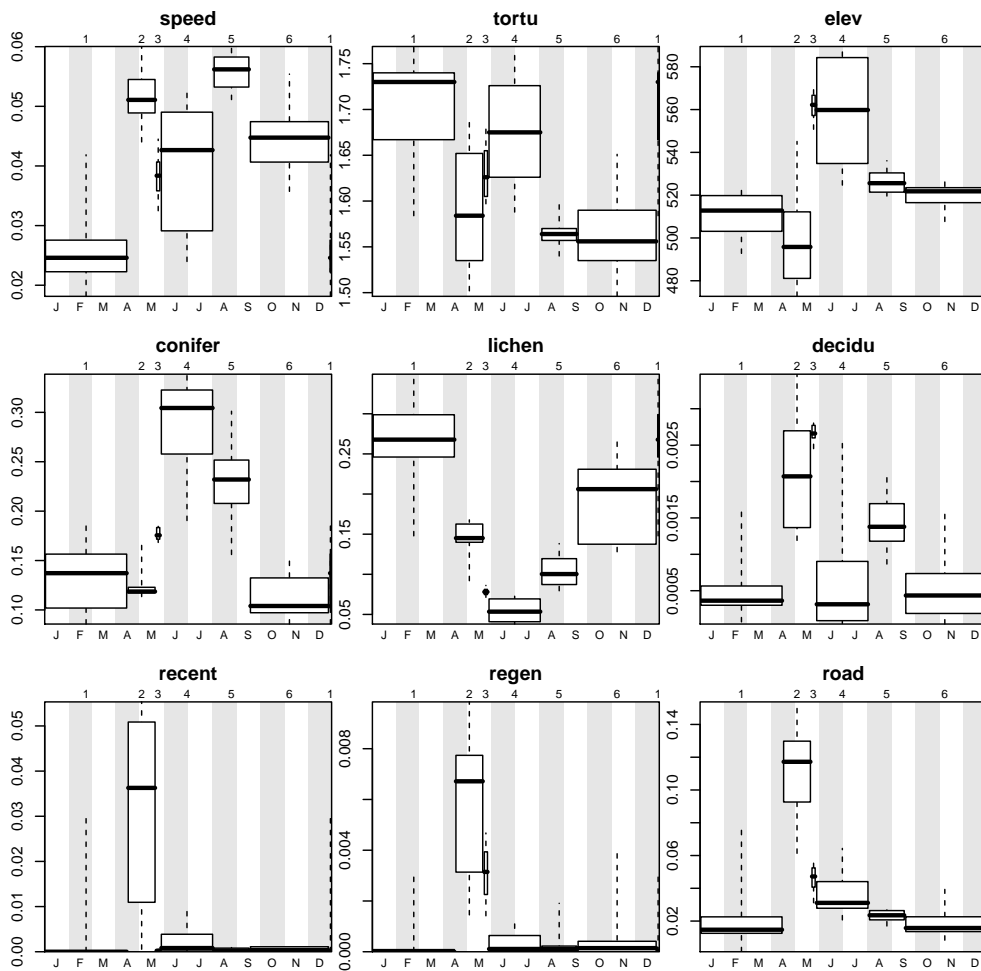 speed
1 2 3 4 5 6 1
0.06
0.05
0.04
0.03
0.02
J F M A M J J A S O N D
tortu
1 2 3 4 5 6 1
1.75
1.70
1.65
1.60
1.55
1.50
J F M A M J J A S O N D
elev
1 2 3 4 5 6
580
560
540
520
500
480
J F M A M J J A S O N D
conifer
1 2 3 4 5 6 1
0.30
0.25
0.20
0.15
0.10
J F M A M J J A S O N D
lichen
1 2 3 4 5 6 1
0.25
0.15
0.05
J F M A M J J A S O N D
decidu
1 2 3 4 5 6
0.0025
0.0015
0.0005
J F M A M J J A S O N D
recent
1 2 3 4 5 6 1
0.05
0.04
0.03
0.02
0.01
0.00
J F M A M J J A S O N D
regen
1 2 3 4 5 6 1
0.008
0.004
0.000
J F M A M J J A S O N D
road
1 2 3 4 5 6
0.14
0.10
0.06
0.02
J F M A M J J A S O N D